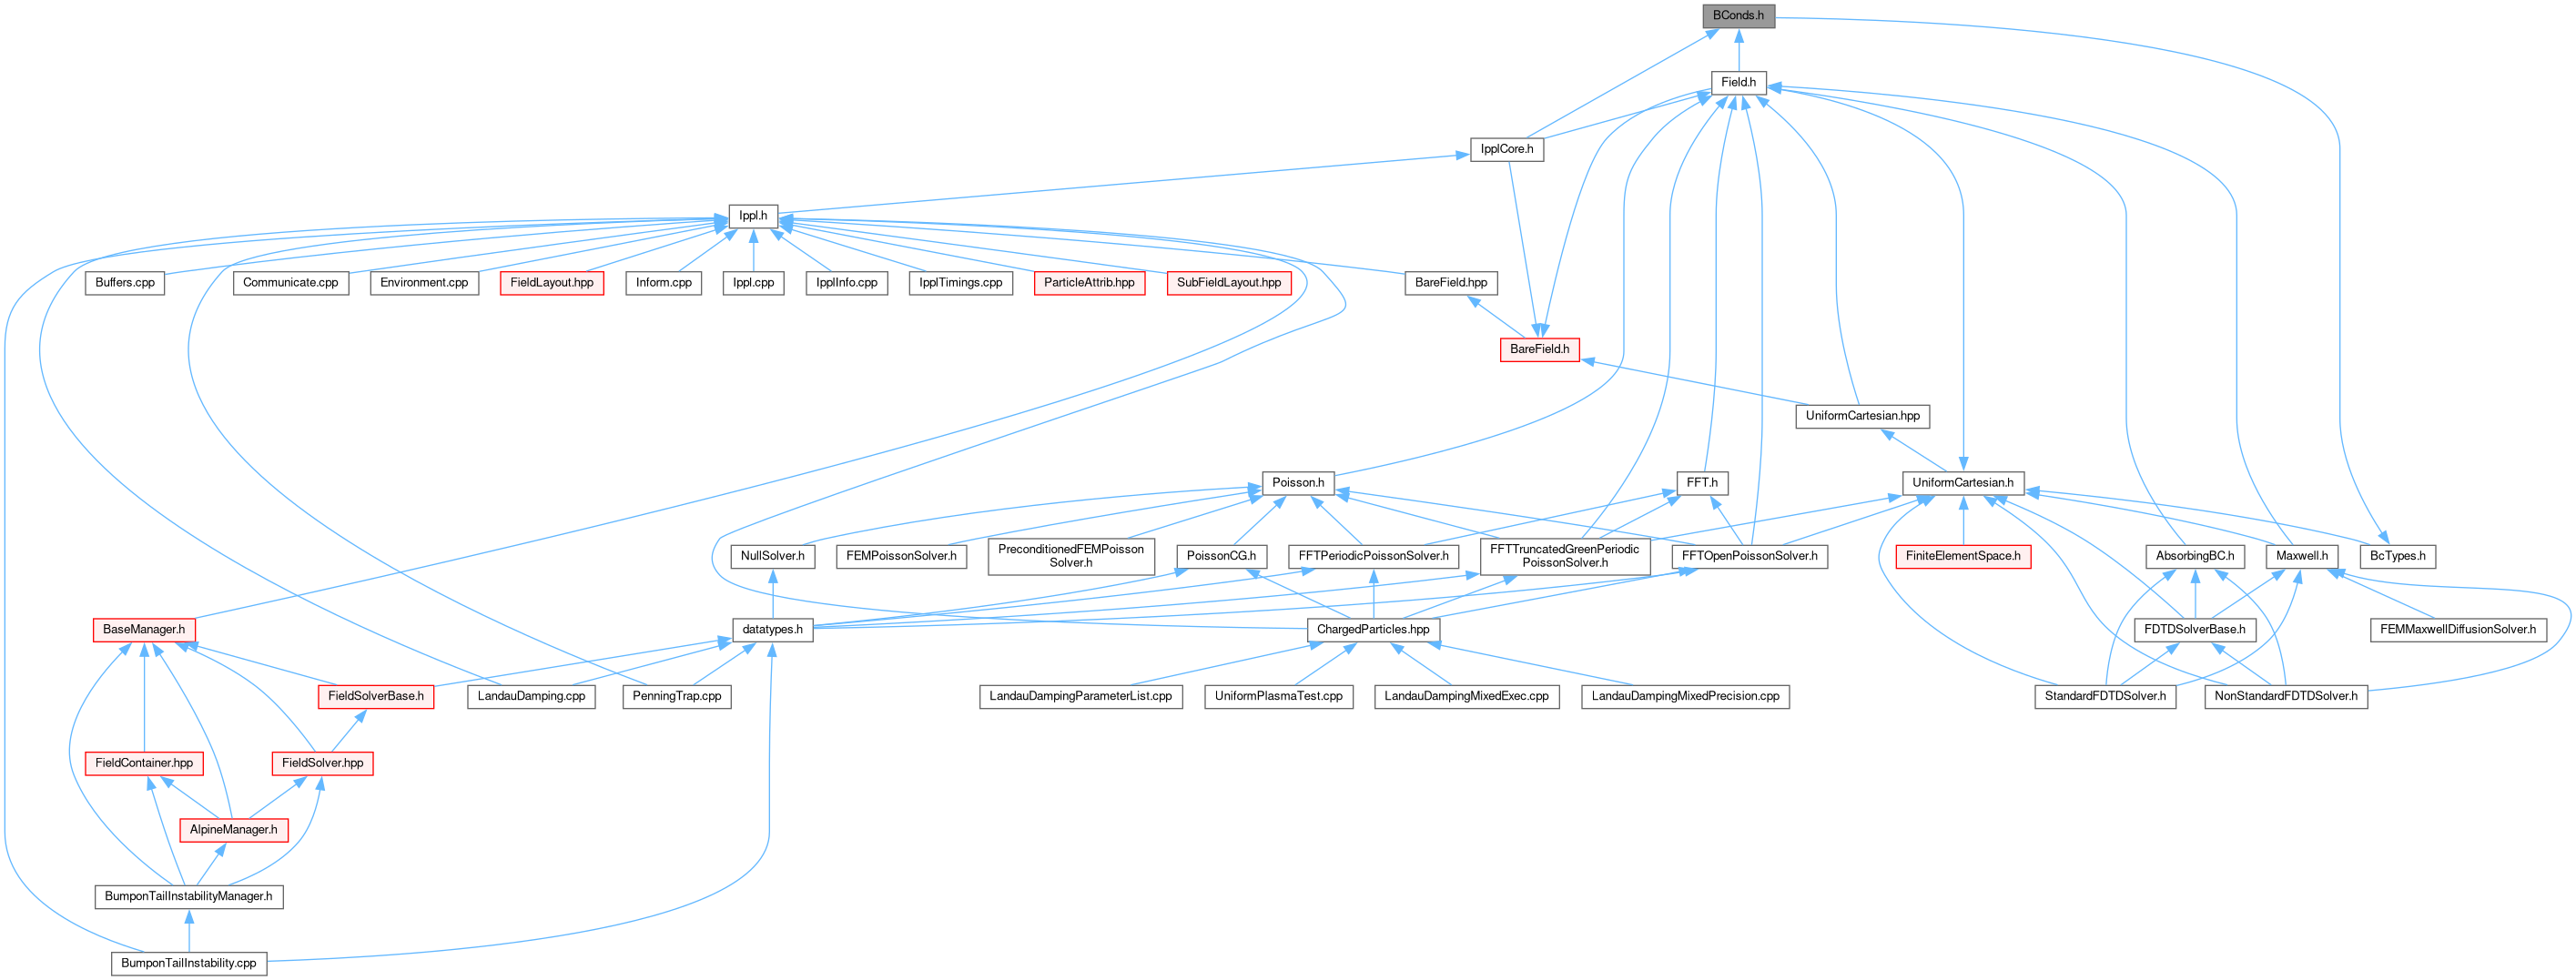 BConds.h
Field.h
IpplCore.h
Ippl.h
Buffers.cpp
Communicate.cpp
Environment.cpp
FieldLayout.hpp
Inform.cpp
Ippl.cpp
IpplInfo.cpp
IpplTimings.cpp
ParticleAttrib.hpp
SubFieldLayout.hpp
BareField.hpp
BareField.h
UniformCartesian.hpp
Poisson.h
FFT.h
UniformCartesian.h
NullSolver.h
FEMPoissonSolver.h
PreconditionedFEMPoisson
Solver.h
PoissonCG.h
FFTPeriodicPoissonSolver.h
FFTTruncatedGreenPeriodic
PoissonSolver.h
FFTOpenPoissonSolver.h
FiniteElementSpace.h
AbsorbingBC.h
Maxwell.h
BcTypes.h
BaseManager.h
datatypes.h
ChargedParticles.hpp
FDTDSolverBase.h
FEMMaxwellDiffusionSolver.h
FieldSolverBase.h
LandauDamping.cpp
PenningTrap.cpp
LandauDampingParameterList.cpp
UniformPlasmaTest.cpp
LandauDampingMixedExec.cpp
LandauDampingMixedPrecision.cpp
StandardFDTDSolver.h
NonStandardFDTDSolver.h
FieldContainer.hpp
FieldSolver.hpp
AlpineManager.h
BumponTailInstabilityManager.h
BumponTailInstability.cpp